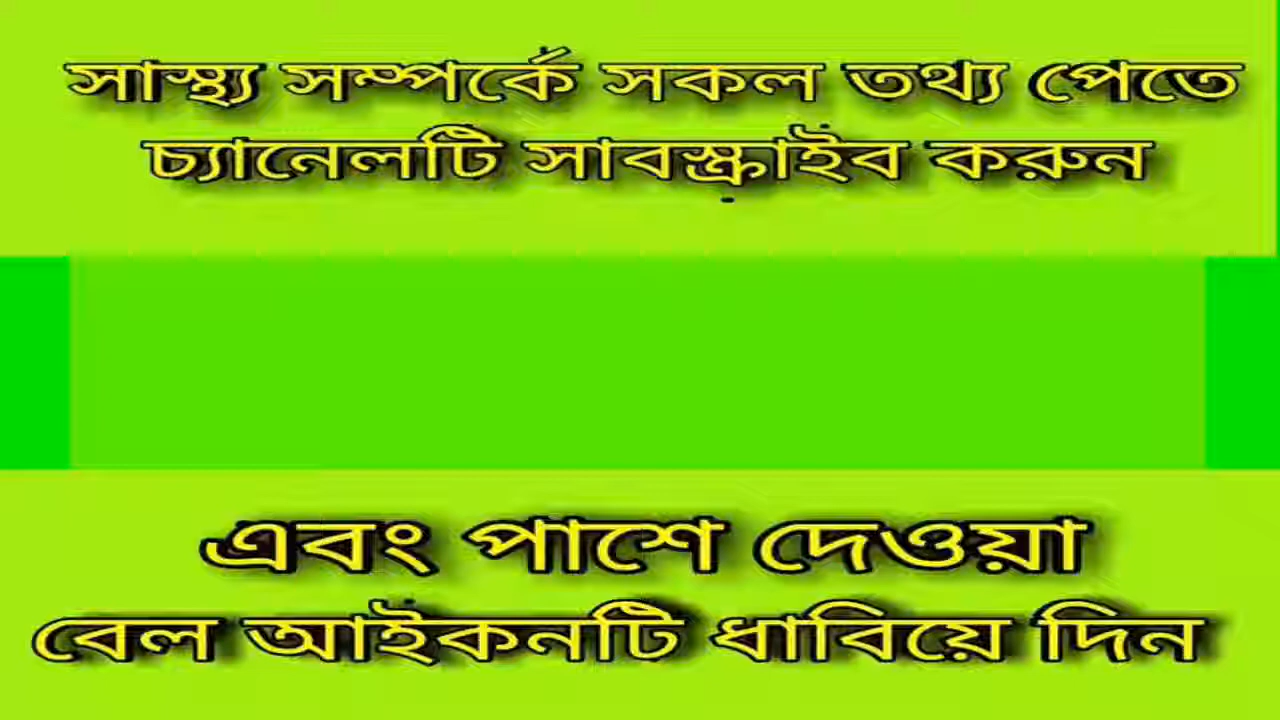 সাস্থ্য সম্পর্কে সকল তথ্য পেতে
চ্যানেলটি সাবস্ক্রাইব করুন
এবং পাশে দেওয়া
বেল আইকনটি ধাবিয়ে দিন